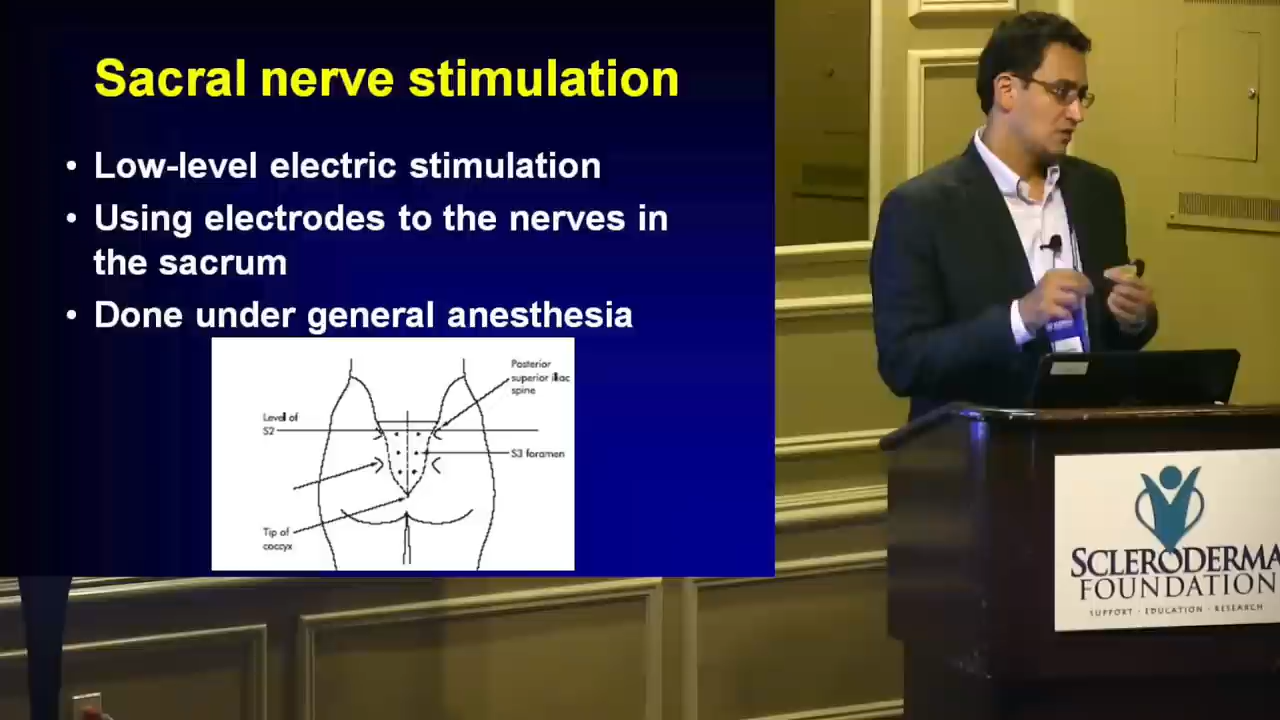 Sacral nerve stimulation
• Low-level electric stimulation
• Using electrodes to the nerves in
the sacrum
• Done under general anesthesia
Posterior
superior iliac
spine
Level of
S2
S3 foramen
Tip of
coccyx
SCLERODERMA
FOUNDATION
SUPPORT · EDUCATION · RESEARCH